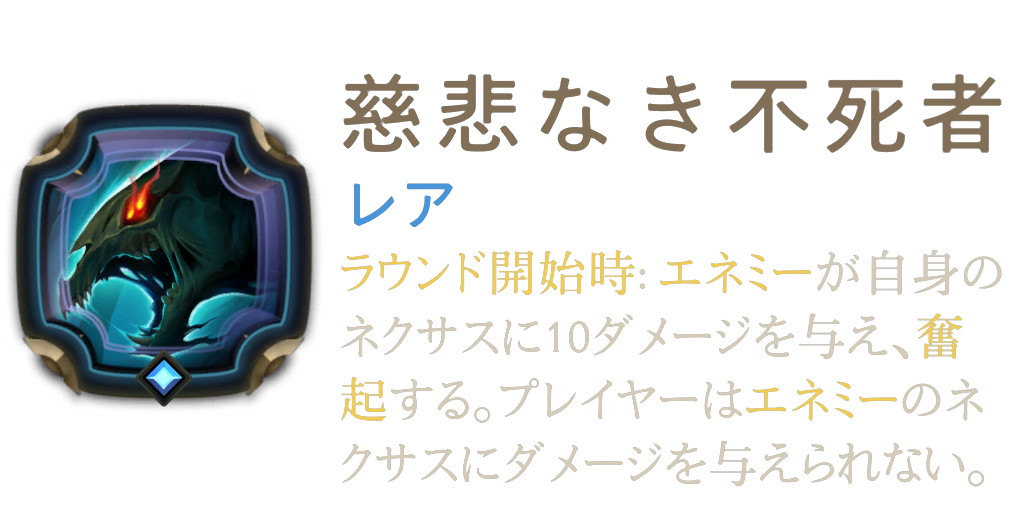 慈悲なき不死者
レア
ラウンド開始時: エネミーが自身の
ネクサスに10ダメージを与え、奮
起する。プレイヤーはエネミーのネ
クサスにダメージを与えられない。